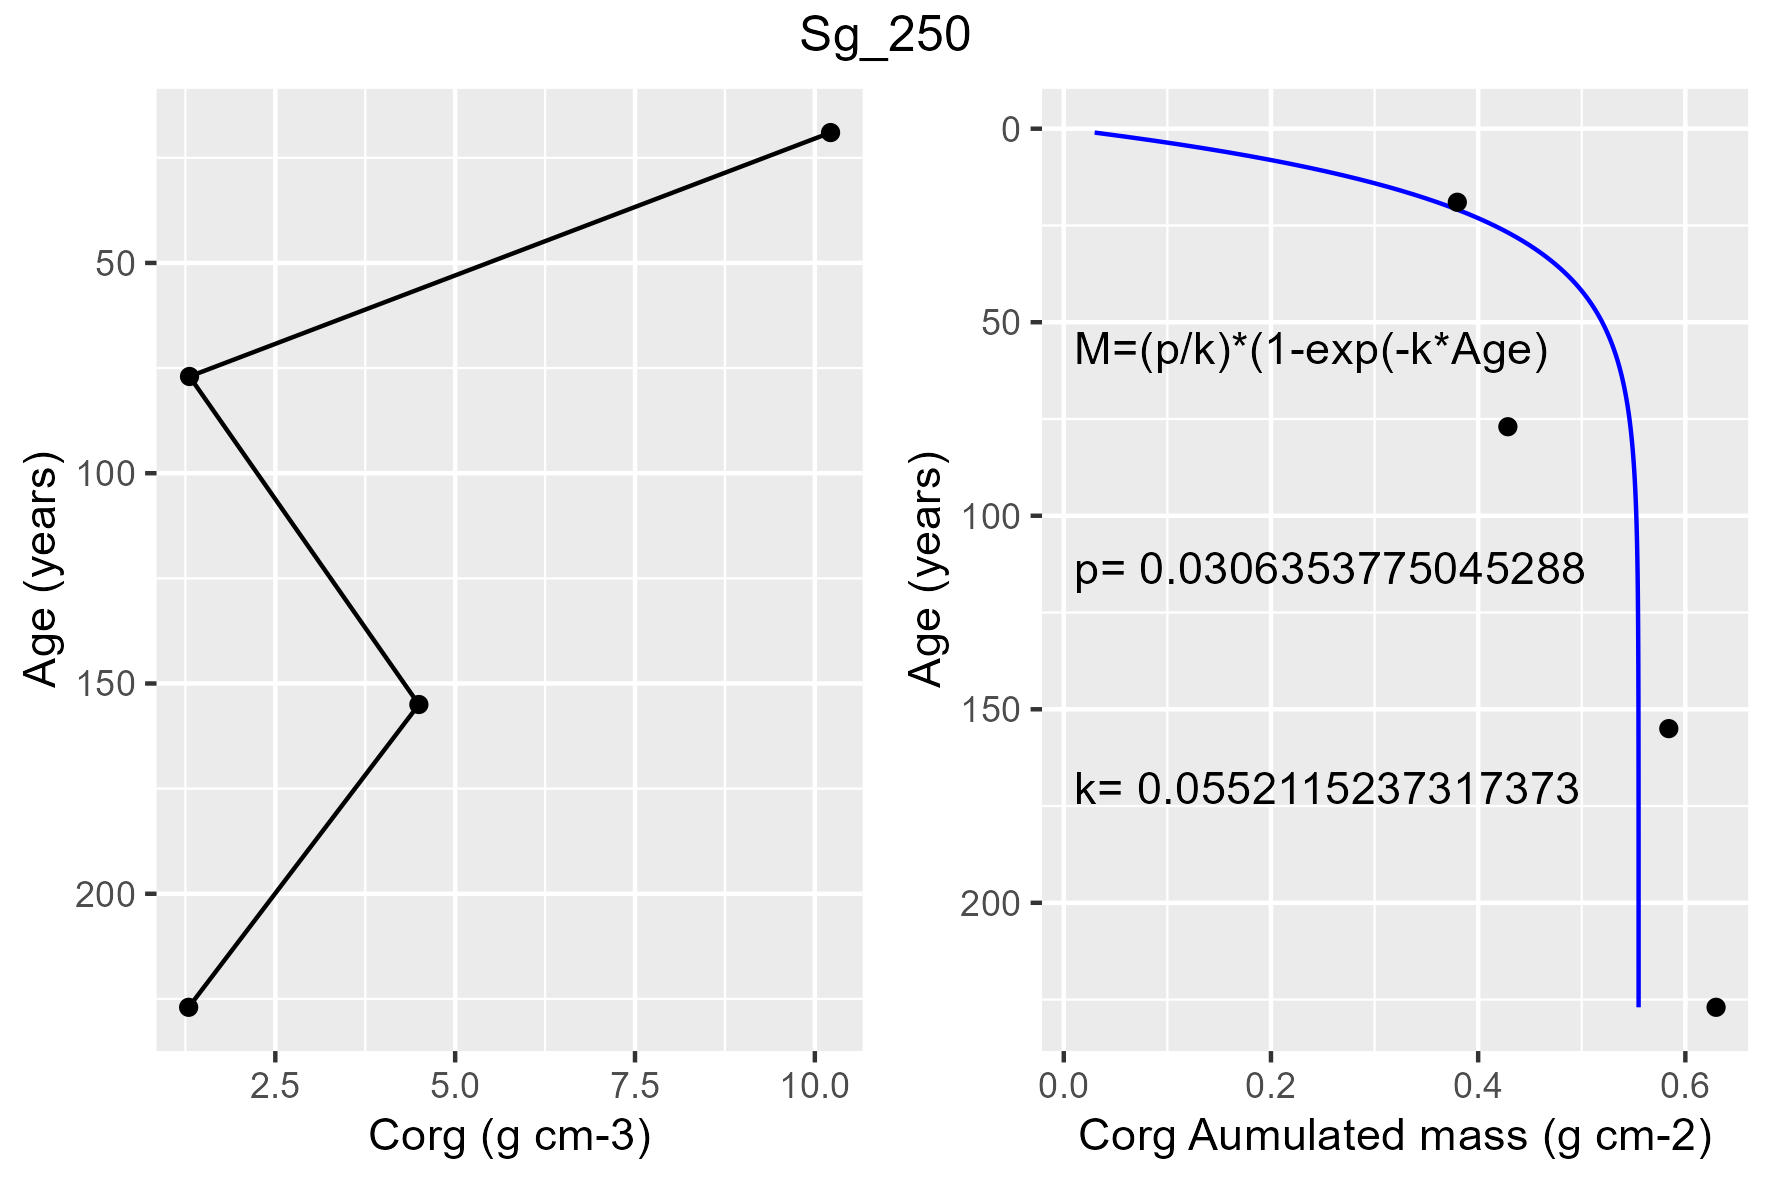 Sg_250
Age (years)
50
100
150
200
2.5
5.0
7.5
10.0
Corg (g cm-3)
Age (years)
0
50
100
150
200
M=(p/k)*(1-exp(-k*Age)
p= 0.0306353775045288
k= 0.0552115237317373
0.0
0.2
0.4
0.6
Corg Aumulated mass (g cm-2)